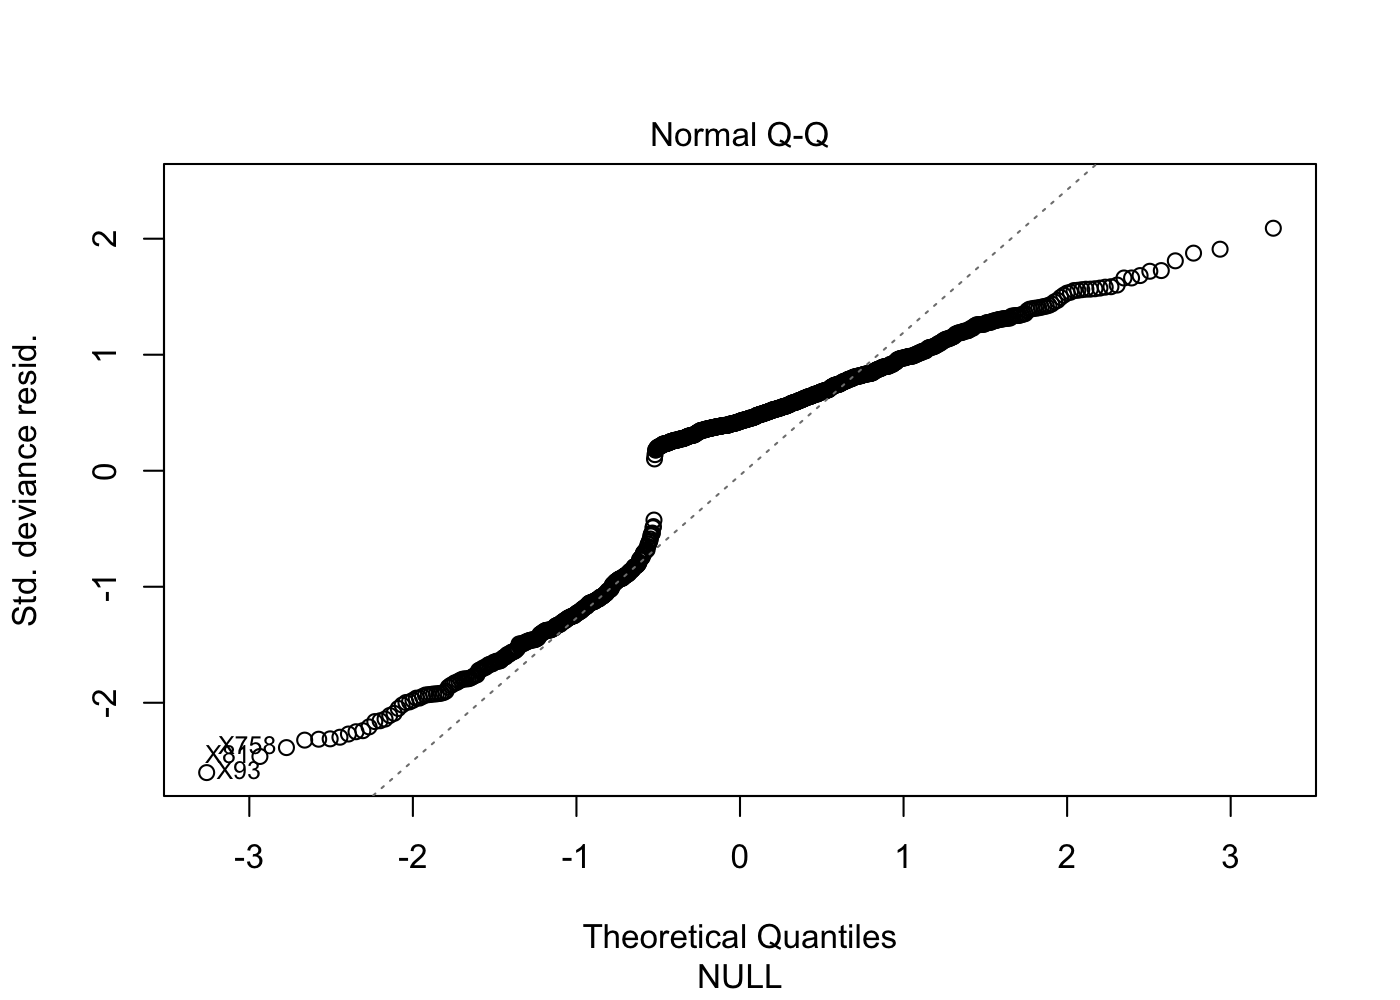 Normal Q-Q
Std. deviance resid.
2
1
0
-1
-2
X758
X93
-3
-2
-1
0
1
2
3
Theoretical Quantiles
NULL